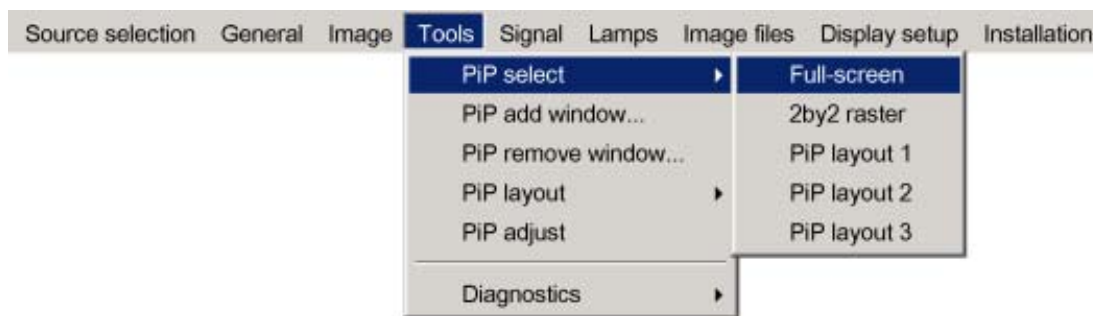 Source selection General Image Tools Signal Lamps Image files Display setup Installation
PiP select Full-screen
PiP add window... 2by2 raster
PiP remove window... PiP layout 1
PiP layout PiP layout 2
PiP adjust PiP layout 3
Diagnostics